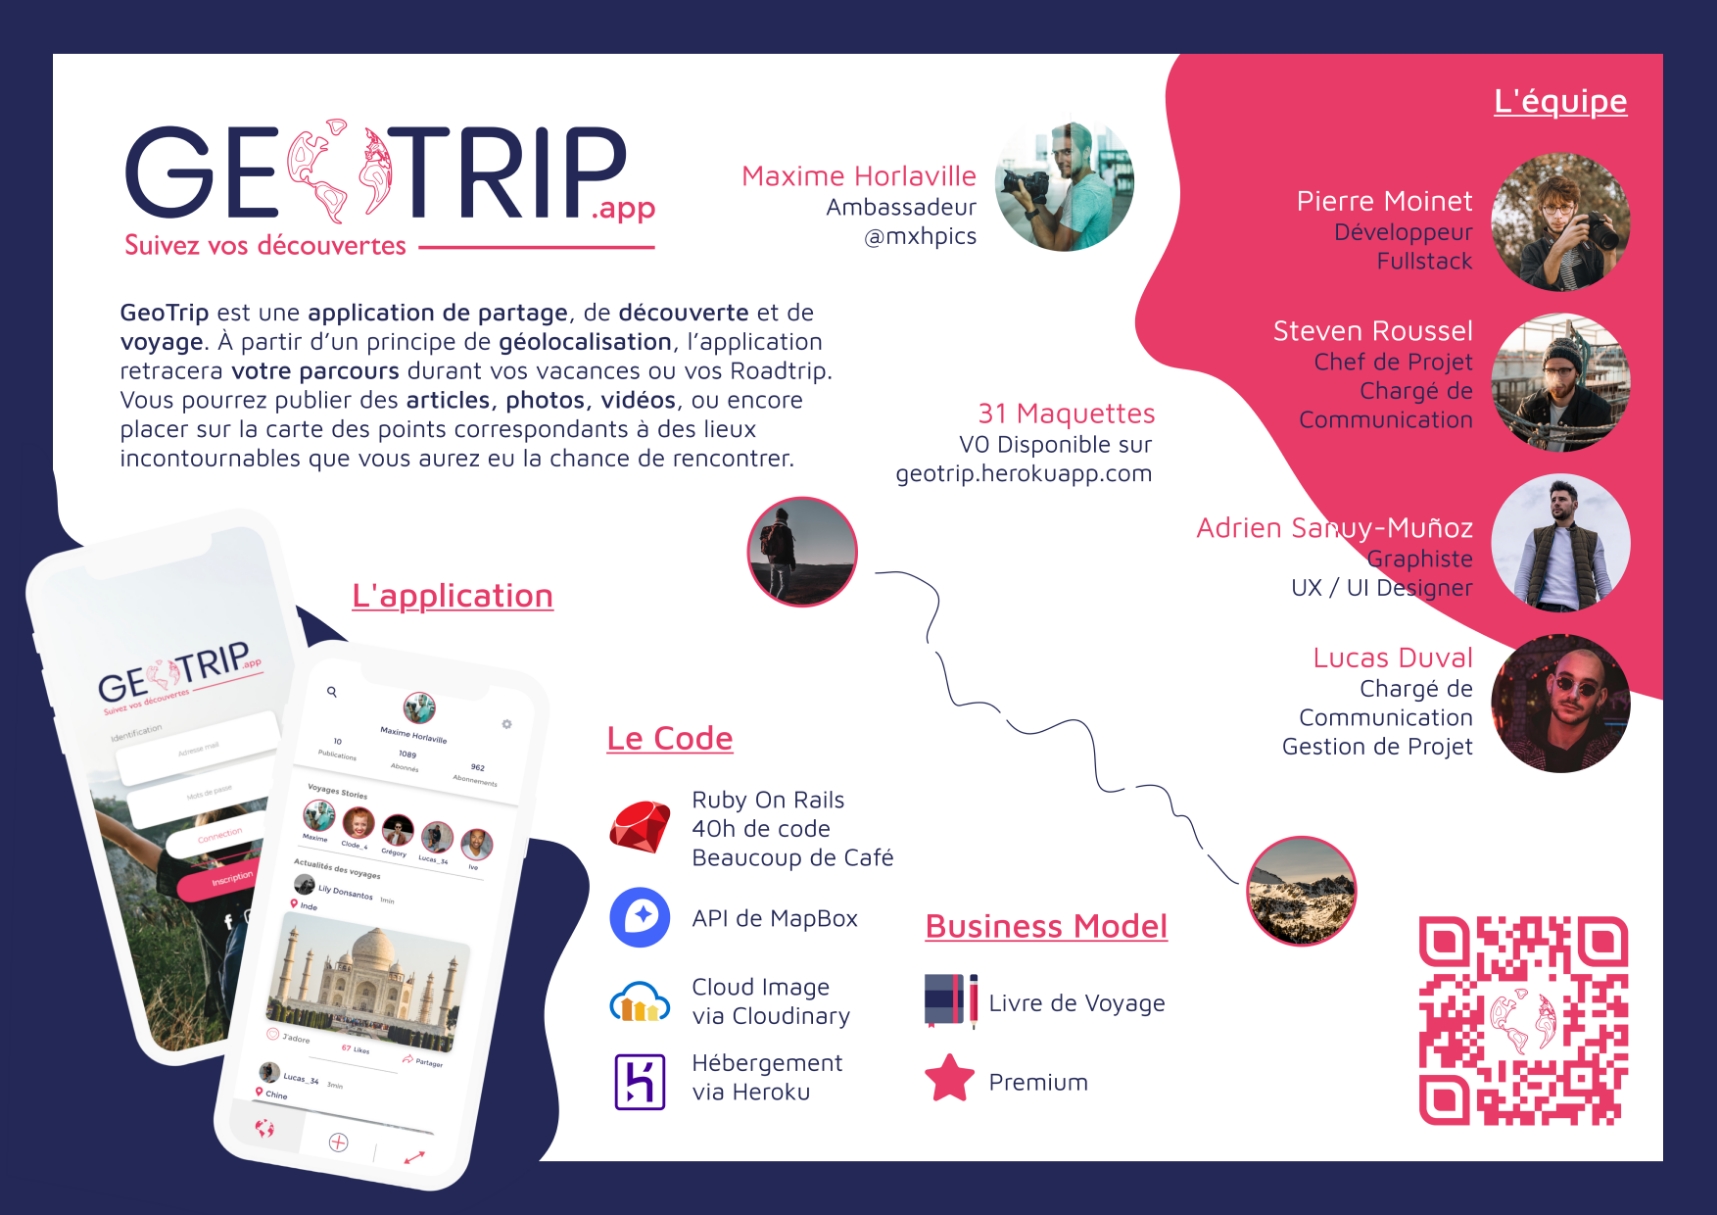 GEOTRIP.app
Suivez vos découvertes
GeoTrip est une application de partage, de découverte et de
voyage. À partir d’un principe de géolocalisation, l’application
retracera votre parcours durant vos vacances ou vos Roadtrip.
Vous pourrez publier des articles, photos, vidéos, ou encore
placer sur la carte des points correspondants à des lieux
incontournables que vous aurez eu la chance de rencontrer.
Maxime Horlaville
Ambassadeur
@mxhpics
31 Maquettes
V0 Disponible sur
geotrip.herokuapp.com
L'équipe
Pierre Moinet
Développeur
Fullstack
Steven Roussel
Chef de Projet
Chargé de
Communication
Adrien Sanuy-Muñoz
Graphiste
UX / UI Designer
Lucas Duval
Chargé de
Communication
Gestion de Projet
L'application
GEOTRIP.app
Suivez vos découvertes
Identification
Adresse mail
Mots de passe
Connection
Inscription
Maxime Horlaville
10
Publications
1089
Abonnés
962
Abonnements
Voyages Stories
Maxime
Clode_4
Grégory
Lucas_34
Ivo
Actualités des voyages
Lily Donsantos 1min
Inde
J'adore
67 Likes
Partager
Lucas_34 3min
Chine
Le Code
Ruby On Rails
40h de code
Beaucoup de Café
API de MapBox
Cloud Image
via Cloudinary
Hébergement
via Heroku
Business Model
Livre de Voyage
Premium